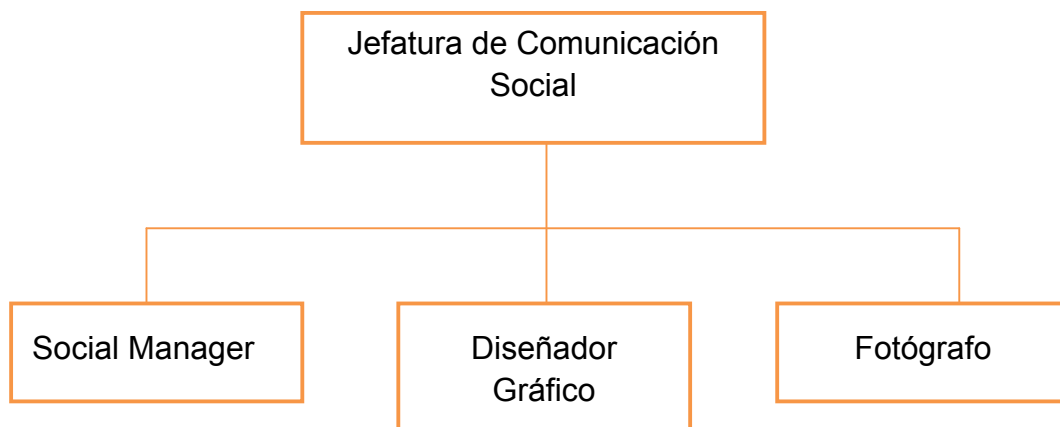 Jefatura de Comunicación
Social
Social Manager
Diseñador
Gráfico
Fotógrafo